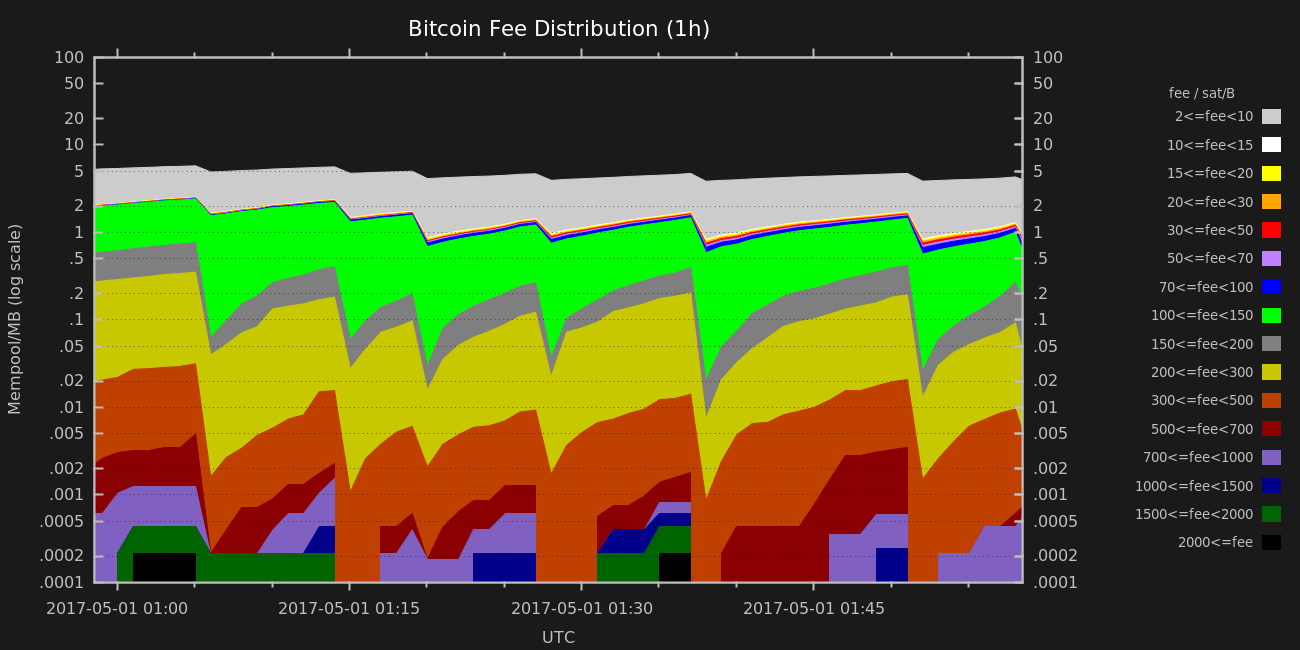 Bitcoin Fee Distribution (1h)
Mempool/MB (log scale)
100
50
20
10
5
2
1
.5
.2
.1
.05
.02
.01
.005
.002
.001
.0005
.0002
.0001
100
50
20
10
5
2
1
.5
.2
.1
.05
.02
.01
.005
.002
.001
.0005
.0002
.0001
2017-05-01 01:00
2017-05-01 01:15
2017-05-01 01:30
2017-05-01 01:45
UTC
fee / sat/B
2<=fee<10
10<=fee<15
15<=fee<20
20<=fee<30
30<=fee<50
50<=fee<70
70<=fee<100
100<=fee<150
150<=fee<200
200<=fee<300
300<=fee<500
500<=fee<700
700<=fee<1000
1000<=fee<1500
1500<=fee<2000
2000<=fee